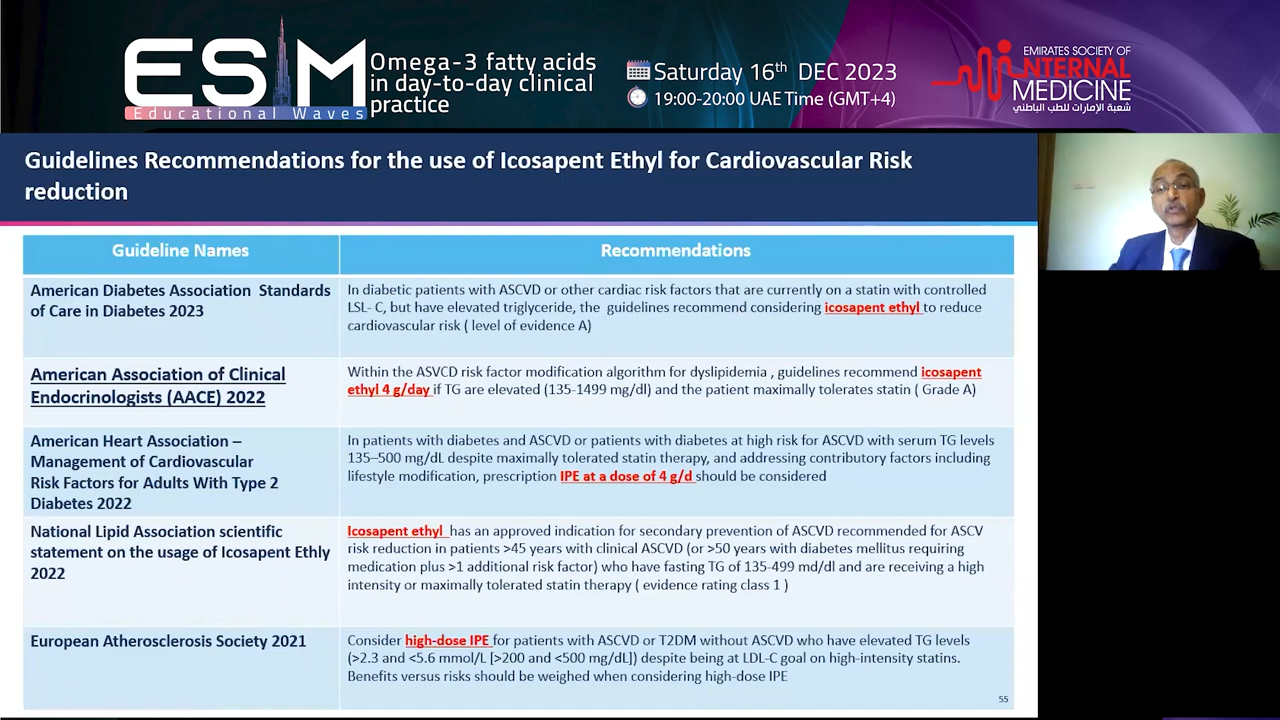 ESIM
Educational Waves
Omega-3 fatty acids
in day-to-day clinical
practice
Saturday 16th DEC 2023
19:00-20:00 UAE Time (GMT+4)
EMIRATES SOCIETY OF
INTERNAL
MEDICINE
شعبة الإمارات للطب الباطني
Guidelines Recommendations for the use of Icosapent Ethyl for Cardiovascular Risk
reduction
Guideline Names
Recommendations
American Diabetes Association Standards
of Care in Diabetes 2023
In diabetic patients with ASCVD or other cardiac risk factors that are currently on a statin with controlled
LSL- C, but have elevated triglyceride, the guidelines recommend considering icosapent ethyl to reduce
cardiovascular risk ( level of evidence A)
American Association of Clinical
Endocrinologists (AACE) 2022
Within the ASVCD risk factor modification algorithm for dyslipidemia , guidelines recommend icosapent
ethyl 4 g/day if TG are elevated (135-1499 mg/dl) and the patient maximally tolerates statin ( Grade A)
American Heart Association –
Management of Cardiovascular
Risk Factors for Adults With Type 2
Diabetes 2022
In patients with diabetes and ASCVD or patients with diabetes at high risk for ASCVD with serum TG levels
135–500 mg/dL despite maximally tolerated statin therapy, and addressing contributory factors including
lifestyle modification, prescription IPE at a dose of 4 g/d should be considered
National Lipid Association scientific
statement on the usage of Icosapent Ethly
2022
Icosapent ethyl has an approved indication for secondary prevention of ASCVD recommended for ASCV
risk reduction in patients >45 years with clinical ASCVD (or >50 years with diabetes mellitus requiring
medication plus >1 additional risk factor) who have fasting TG of 135-499 md/dl and are receiving a high
intensity or maximally tolerated statin therapy ( evidence rating class 1 )
European Atherosclerosis Society 2021
Consider high-dose IPE for patients with ASCVD or T2DM without ASCVD who have elevated TG levels
(>2.3 and <5.6 mmol/L [>200 and <500 mg/dL]) despite being at LDL-C goal on high-intensity statins.
Benefits versus risks should be weighed when considering high-dose IPE
55